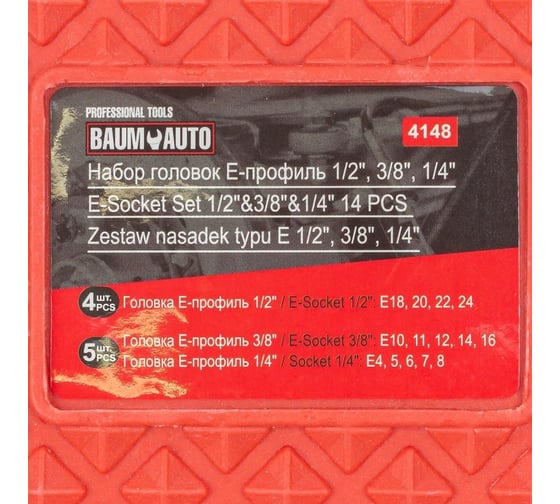 PROFESSIONAL TOOLS
BAUM AUTO
4148
Набор головок Е-профиль 1/2", 3/8", 1/4"
E-Socket Set 1/2"&3/8"&1/4" 14 PCS
Zestaw nasadek typu E 1/2", 3/8", 1/4"
4 шт. PCS Головка Е-профиль 1/2" / E-Socket 1/2": E18, 20, 22, 24
5 шт. PCS Головка Е-профиль 3/8" / E-Socket 3/8": E10, 11, 12, 14, 16
Головка Е-профиль 1/4" / Socket 1/4": E4, 5, 6, 7, 8